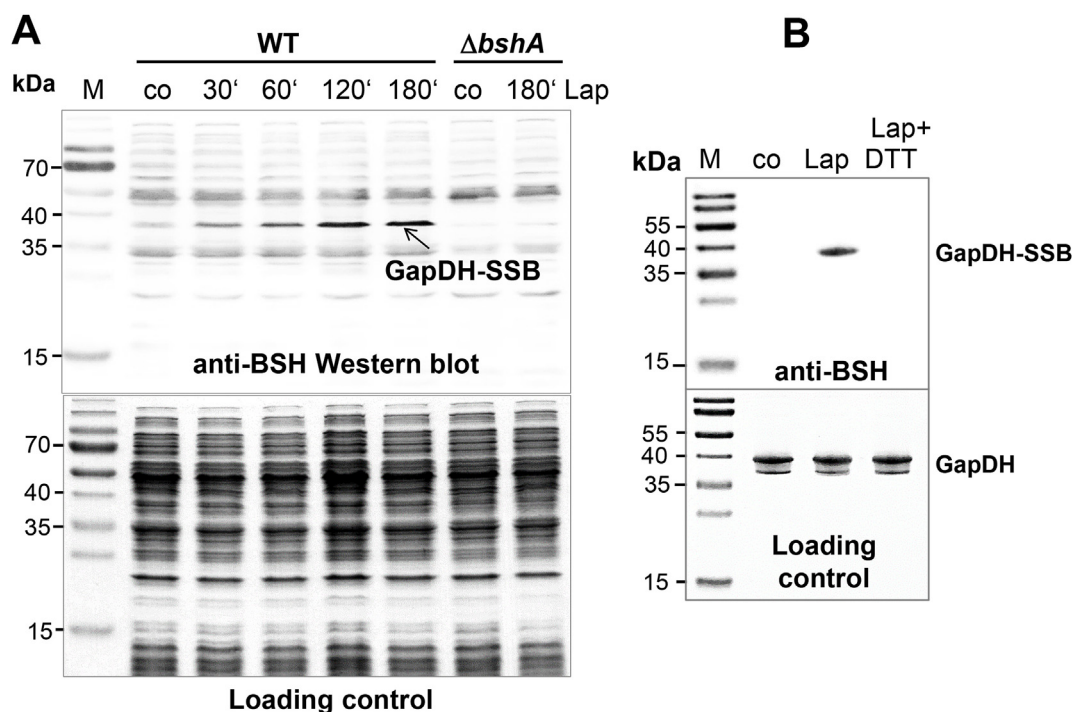 A
WT ΔbshA
kDa M co 30‘ 60‘ 120‘ 180‘ co 180‘ Lap
70
40
35
GapDH-SSB
15
anti-BSH Western blot
70
40
35
15
Loading control
B
Lap+
kDa M co Lap DTT
55
40 GapDH-SSB
35
15
anti-BSH
55
40 GapDH
35
Loading
control
15